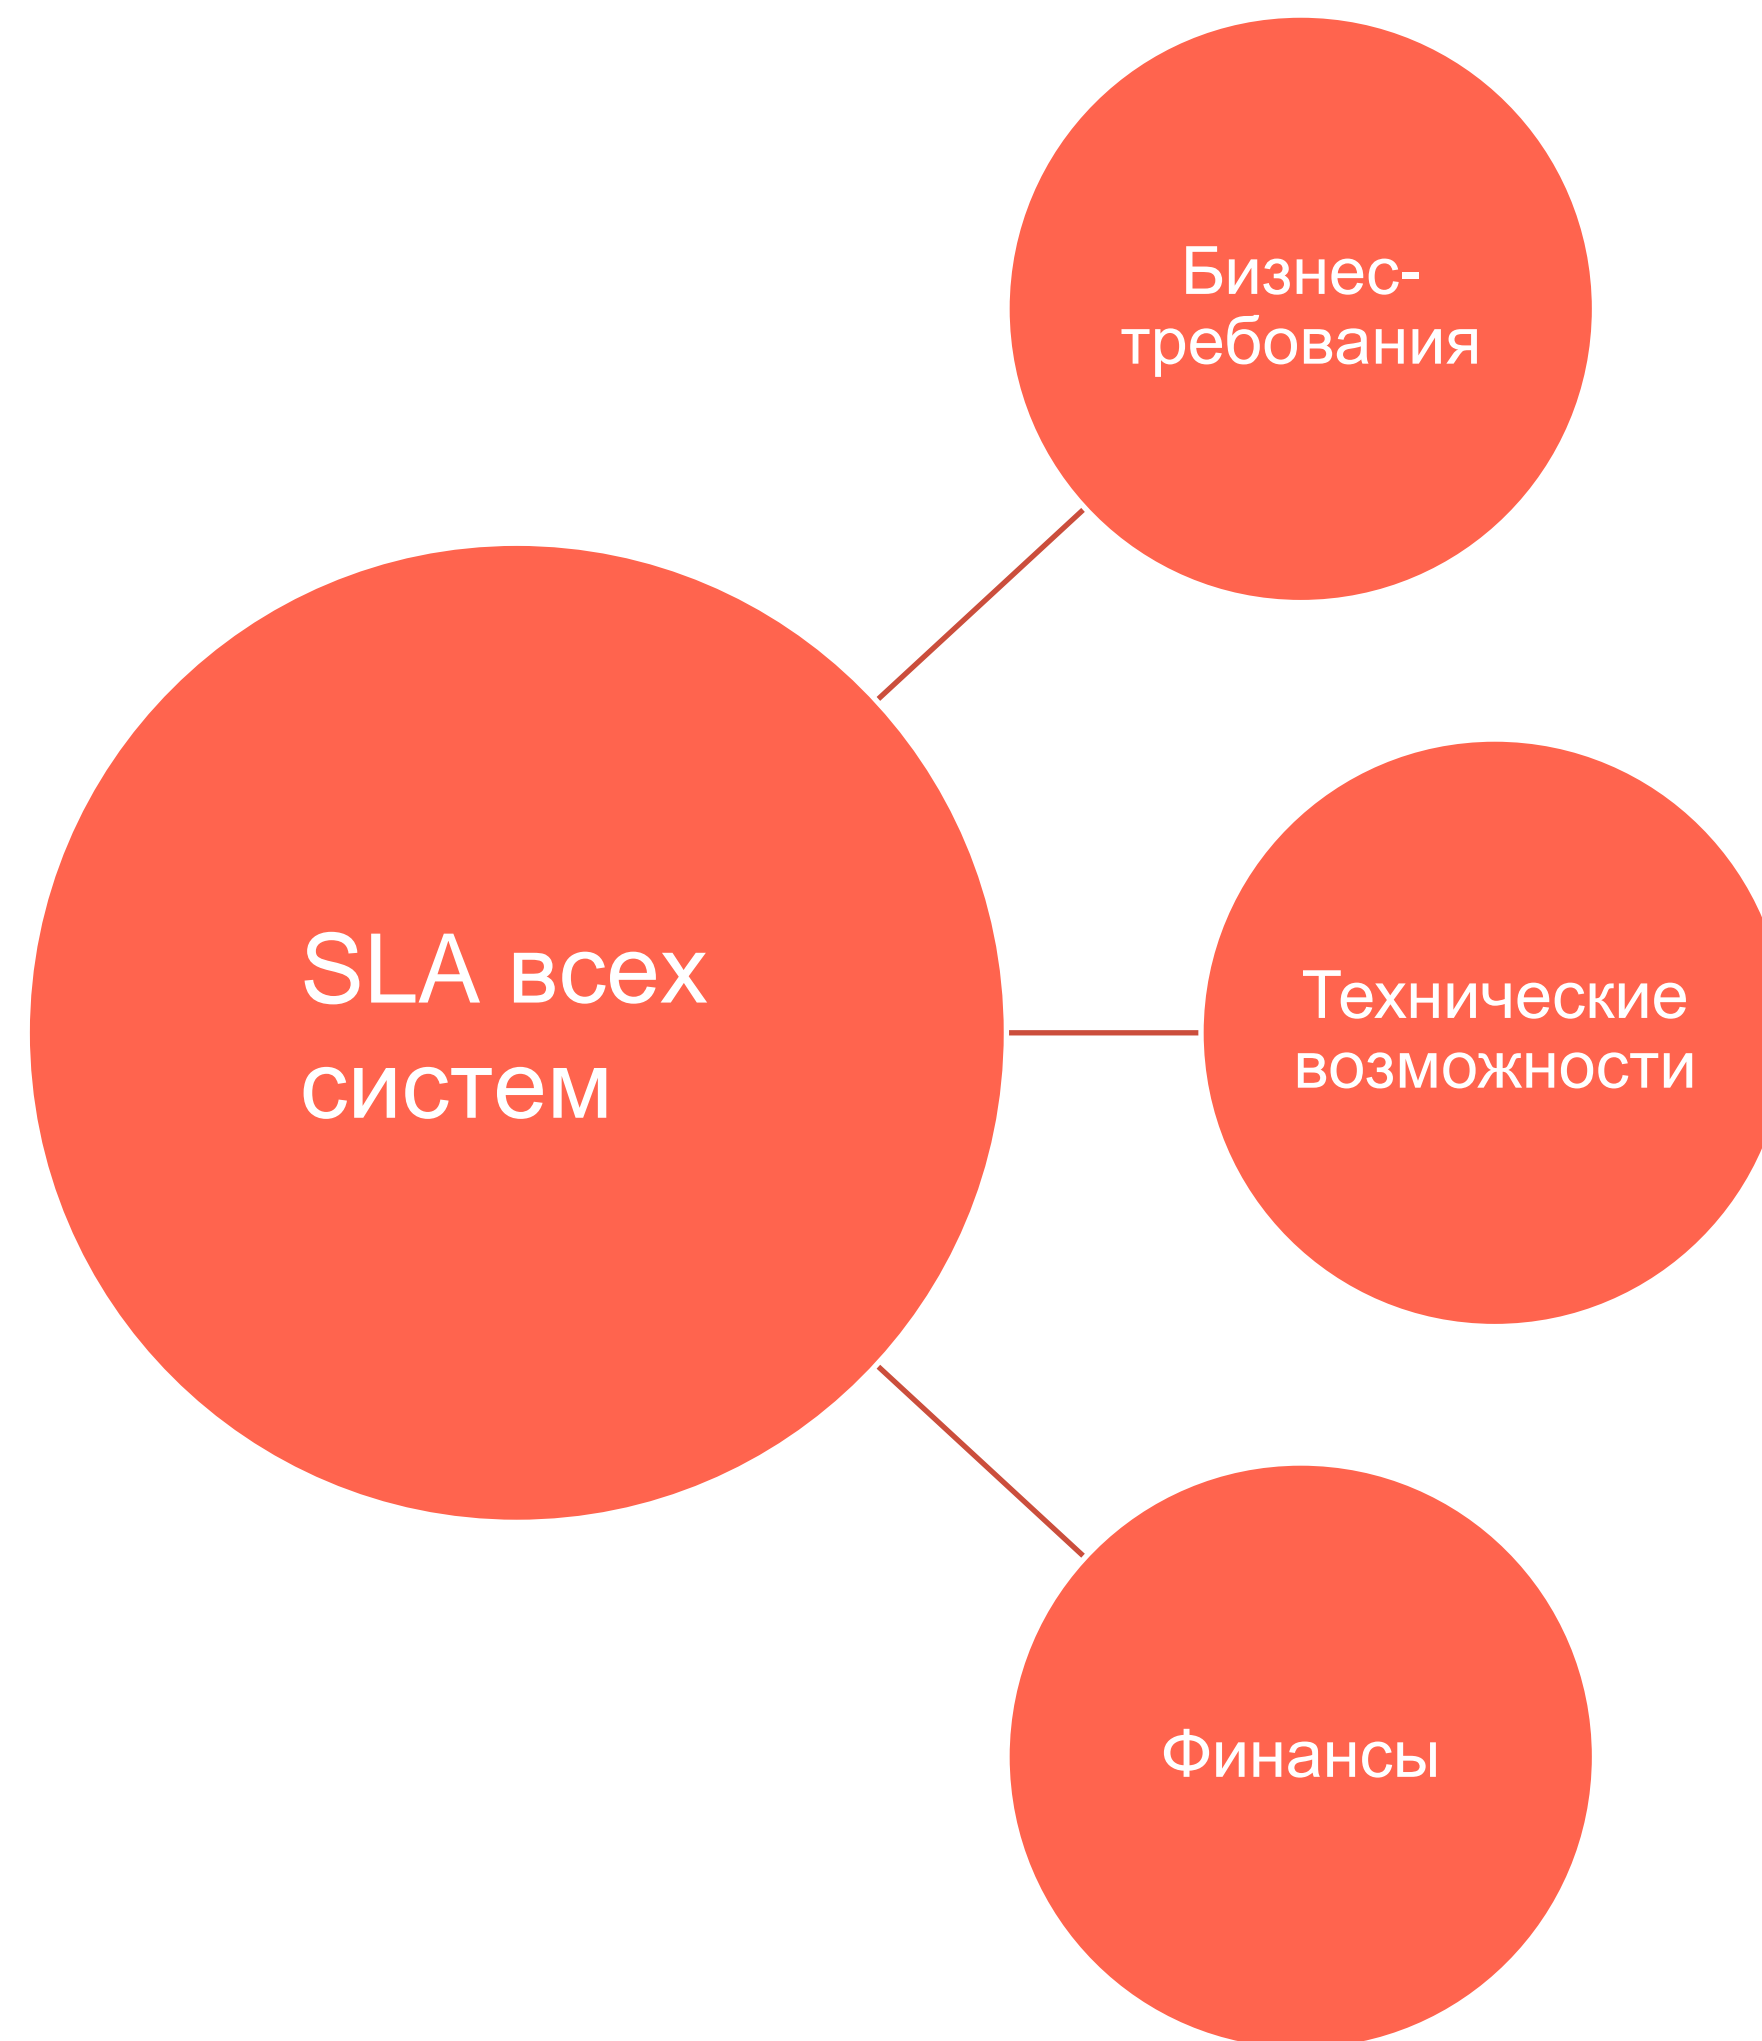 Бизнес-
требования
SLA всех
систем
Технические
возможности
Финансы